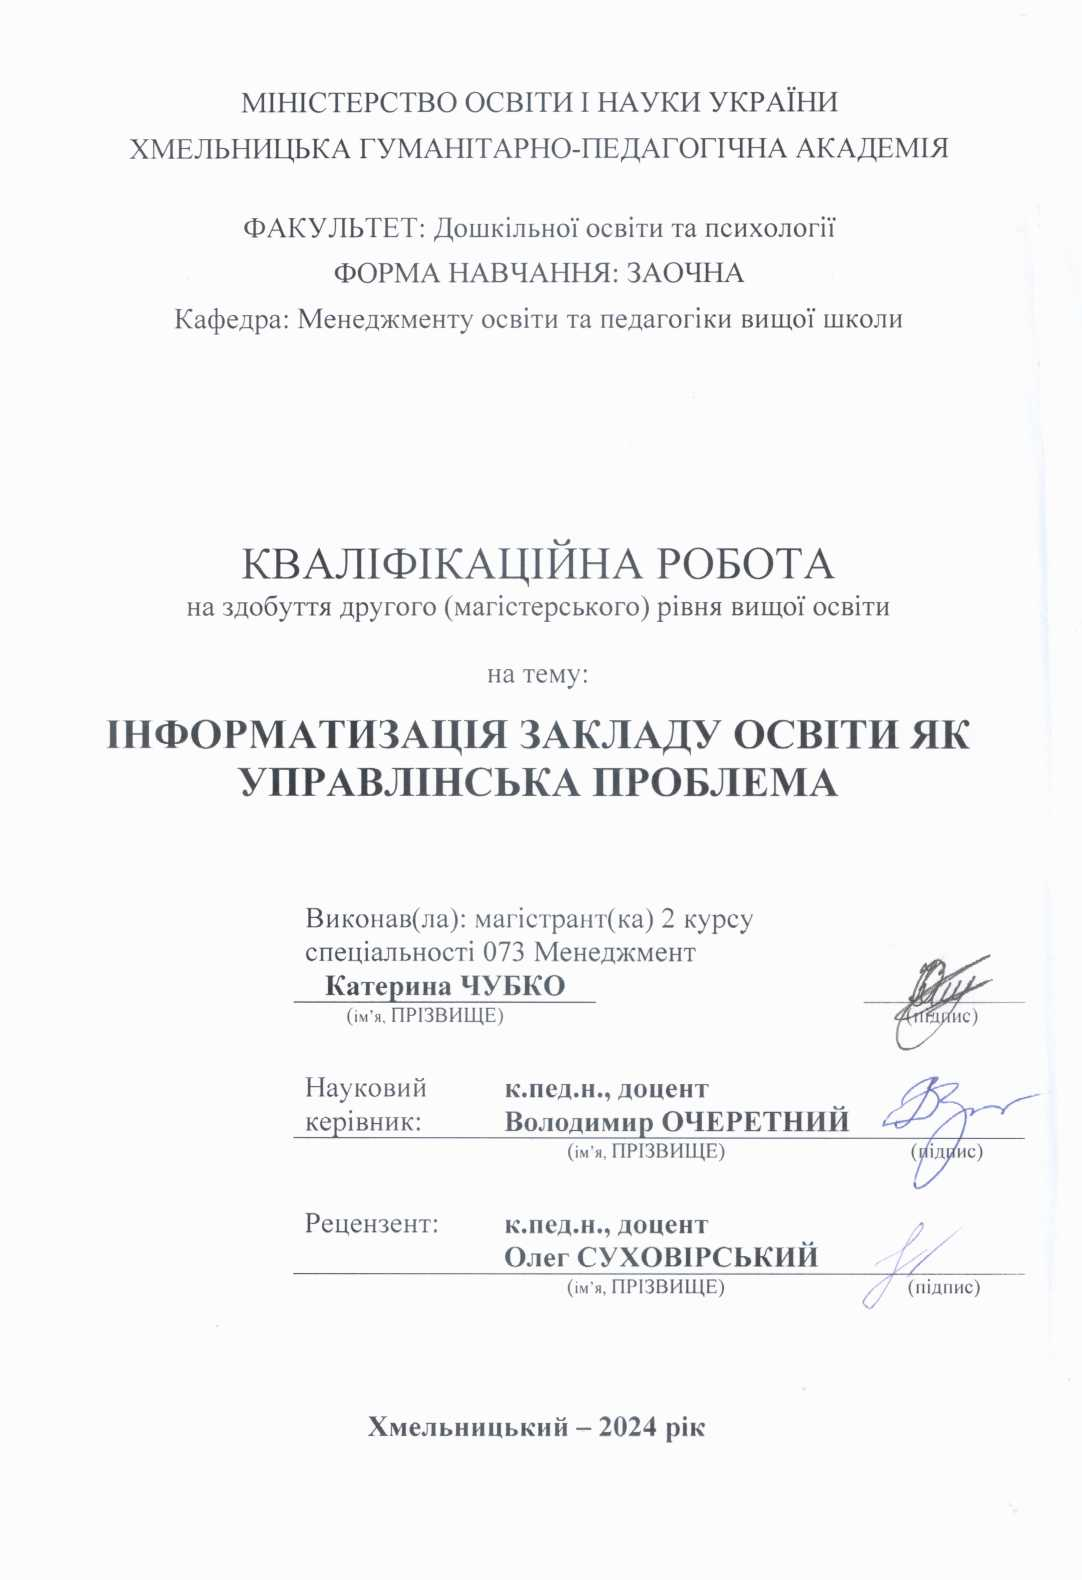 МІНІСТЕРСТВО ОСВІТИ І НАУКИ УКРАЇНИ
ХМЕЛЬНИЦЬКА ГУМАНІТАРНО-ПЕДАГОГІЧНА АКАДЕМІЯ
ФАКУЛЬТЕТ: Дошкільної освіти та психології
ФОРМА НАВЧАННЯ: ЗАОЧНА
Кафедра: Менеджменту освіти та педагогіки вищої школи
КВАЛІФІКАЦІЙНА РОБОТА
на здобуття другого (магістерського) рівня вищої освіти
на тему:
ІНФОРМАТИЗАЦІЯ ЗАКЛАДУ ОСВІТИ ЯК
УПРАВЛІНСЬКА ПРОБЛЕМА
Виконав(ла): магістрант(ка) 2 курсу
спеціальності 073 Менеджмент
Катерина ЧУБКО
(ім’я, ПРІЗВИЩЕ) (підпис)
Науковий к.пед.н., доцент
керівник: Володимир ОЧЕРЕТНИЙ
(ім’я, ПРІЗВИЩЕ) (підпис)
Рецензент: к.пед.н., доцент
Олег СУХОВІРСЬКИЙ
(ім’я, ПРІЗВИЩЕ) (підпис)
Хмельницький – 2024 рік